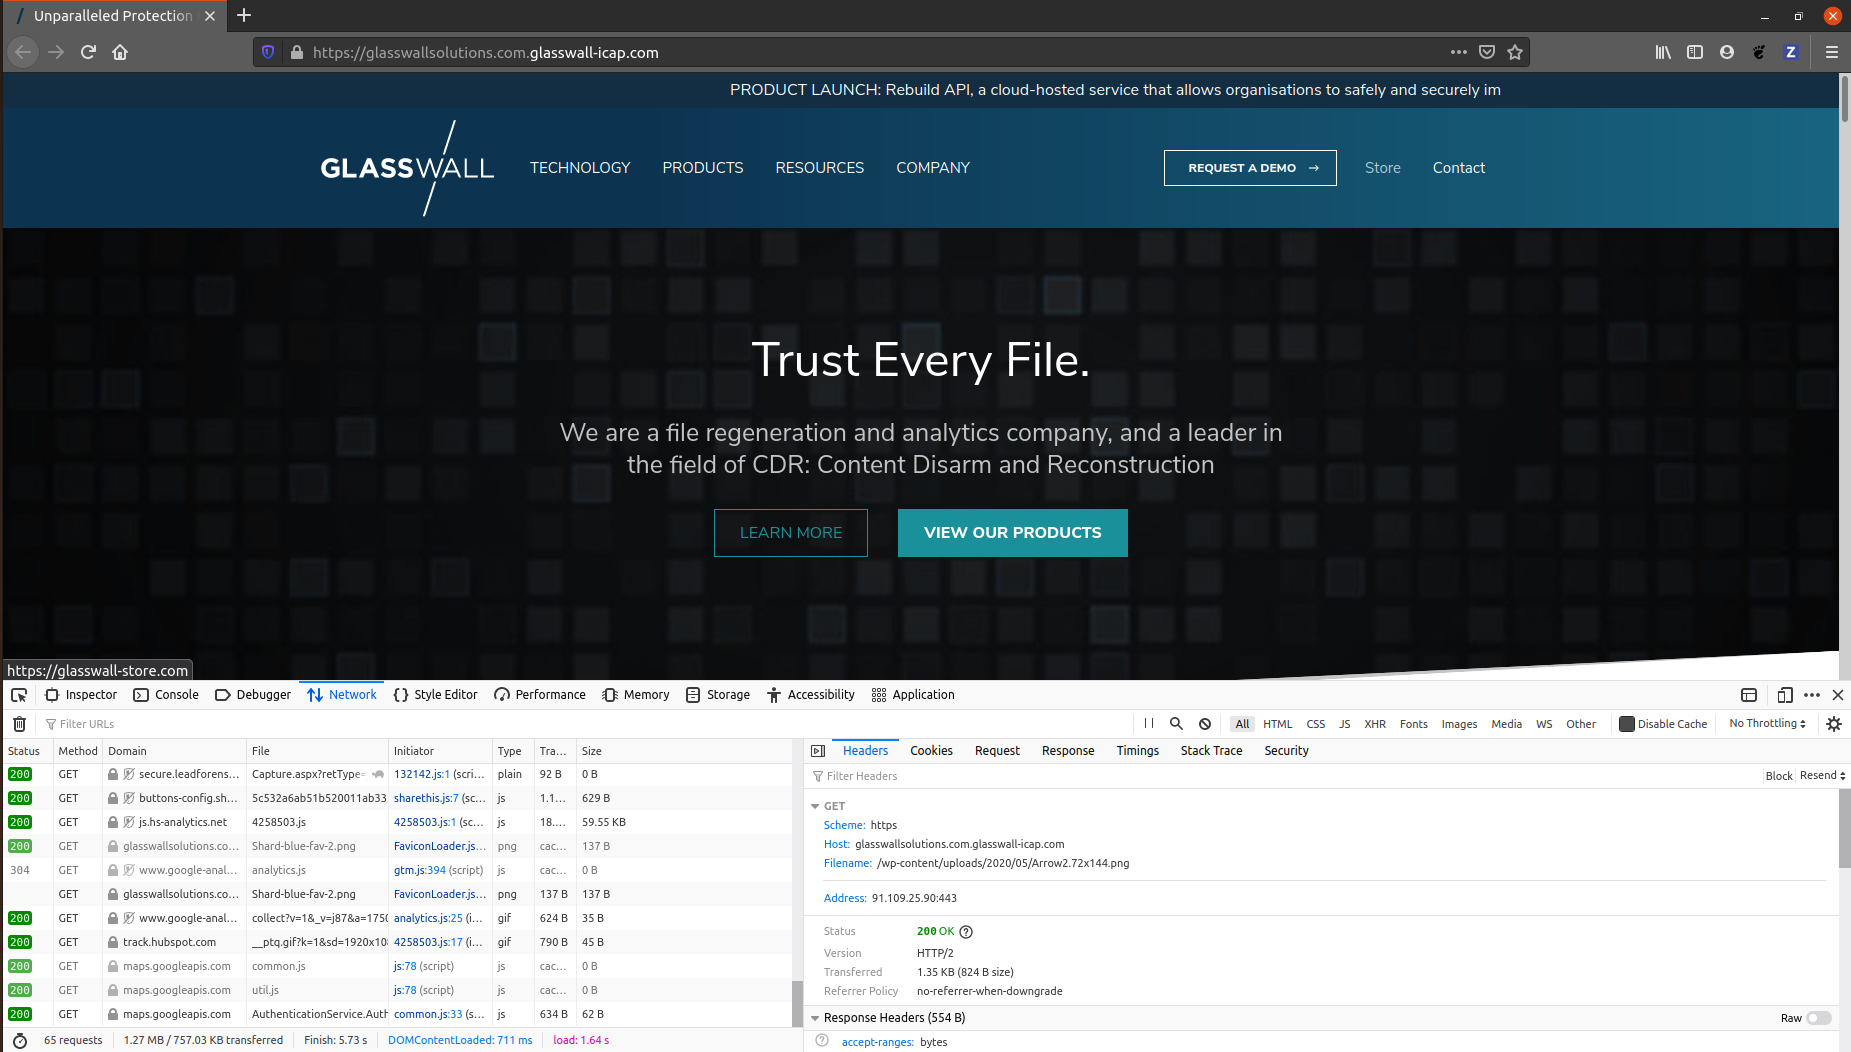 Unparalleled Protection
https://glasswallsolutions.com.glasswall-icap.com
PRODUCT LAUNCH: Rebuild API, a cloud-hosted service that allows organisations to safely and securely im
GLASSWALL
TECHNOLOGY PRODUCTS RESOURCES COMPANY
REQUEST A DEMO → Store Contact
Trust Every File.
We are a file regeneration and analytics company, and a leader in
the field of CDR: Content Disarm and Reconstruction
LEARN MORE VIEW OUR PRODUCTS
https://glasswall-store.com
Inspector Console Debugger Network Style Editor Performance Memory Storage Accessibility Application
Filter URLs
All HTML CSS JS XHR Fonts Images Media WS Other Disable Cache No Throttling
Status Method Domain File Initiator Type Tra... Size
200 GET secure.leadforens... Capture.aspx?retType= 132142.js:1 (scri... plain 92 B 0 B
200 GET buttons-config.sh... 5c532a6ab51b520011ab33 sharethis.js:7 (sc... js 1.1... 629 B
200 GET js.hs-analytics.net 4258503.js 4258503.js:1 (sc... js 18.... 59.55 KB
200 GET glasswallsolutions.co... Shard-blue-fav-2.png FaviconLoader.js... png cac... 137 B
304 GET www.google-anal... analytics.js gtm.js:394 (script) js cac... 0 B
GET glasswallsolutions.co... Shard-blue-fav-2.png FaviconLoader.js... png 137 B 137 B
200 GET www.google-anal... collect?v=1&_v=j87&a=1750 analytics.js:25 (i... gif 624 B 35 B
200 GET track.hubspot.com __ptq.gif?k=1&sd=1920x108 4258503.js:17 (i... gif 790 B 45 B
200 GET maps.googleapis.com common.js js:78 (script) js cac... 0 B
200 GET maps.googleapis.com util.js js:78 (script) js cac... 0 B
200 GET maps.googleapis.com AuthenticationService.Auth common.js:33 (s... js 634 B 62 B
65 requests 1.27 MB / 757.03 KB transferred Finish: 5.73 s DOMContentLoaded: 711 ms load: 1.64 s
Headers Cookies Request Response Timings Stack Trace Security
Filter Headers
Block Resend
GET
Scheme: https
Host: glasswallsolutions.com.glasswall-icap.com
Filename: /wp-content/uploads/2020/05/Arrow2.72x144.png
Address: 91.109.25.90:443
Status 200 OK
Version HTTP/2
Transferred 1.35 KB (824 B size)
Referrer Policy no-referrer-when-downgrade
Response Headers (554 B) Raw
accept-ranges: bytes